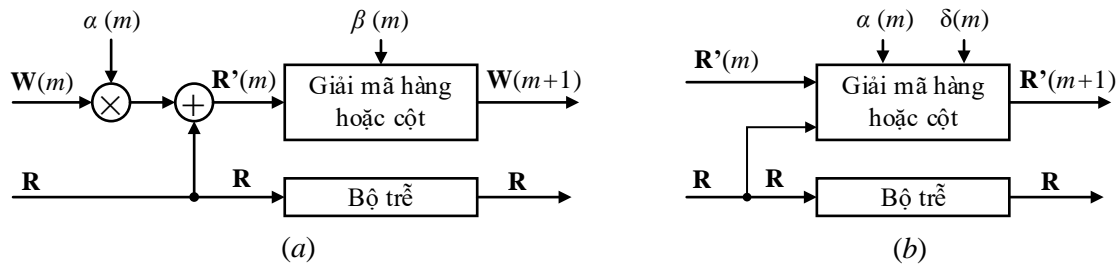 α (m)
β (m)
W(m)
R’(m)
Giải mã hàng
hoặc cột
W(m+1)
R
R
Bộ trễ
R
(a)
α (m)
δ(m)
R’(m)
Giải mã hàng
hoặc cột
R’(m+1)
R
R
Bộ trễ
R
(b)